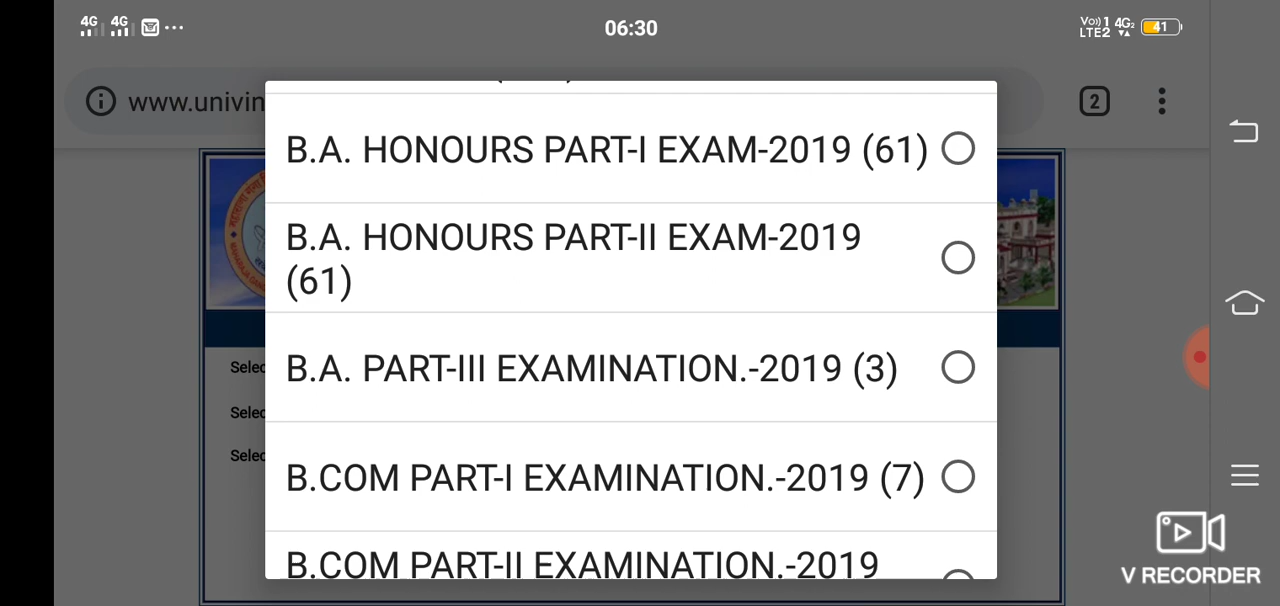 4G 4G
06:30
Vo)) 1 4G2
LTE2
41
www.univin
2
B.A. HONOURS PART-I EXAM-2019 (61)
B.A. HONOURS PART-II EXAM-2019
(61)
Selec
B.A. PART-III EXAMINATION.-2019 (3)
Selec
Selec
B.COM PART-I EXAMINATION.-2019 (7)
B.COM PART-II EXAMINATION.-2019
V RECORDER